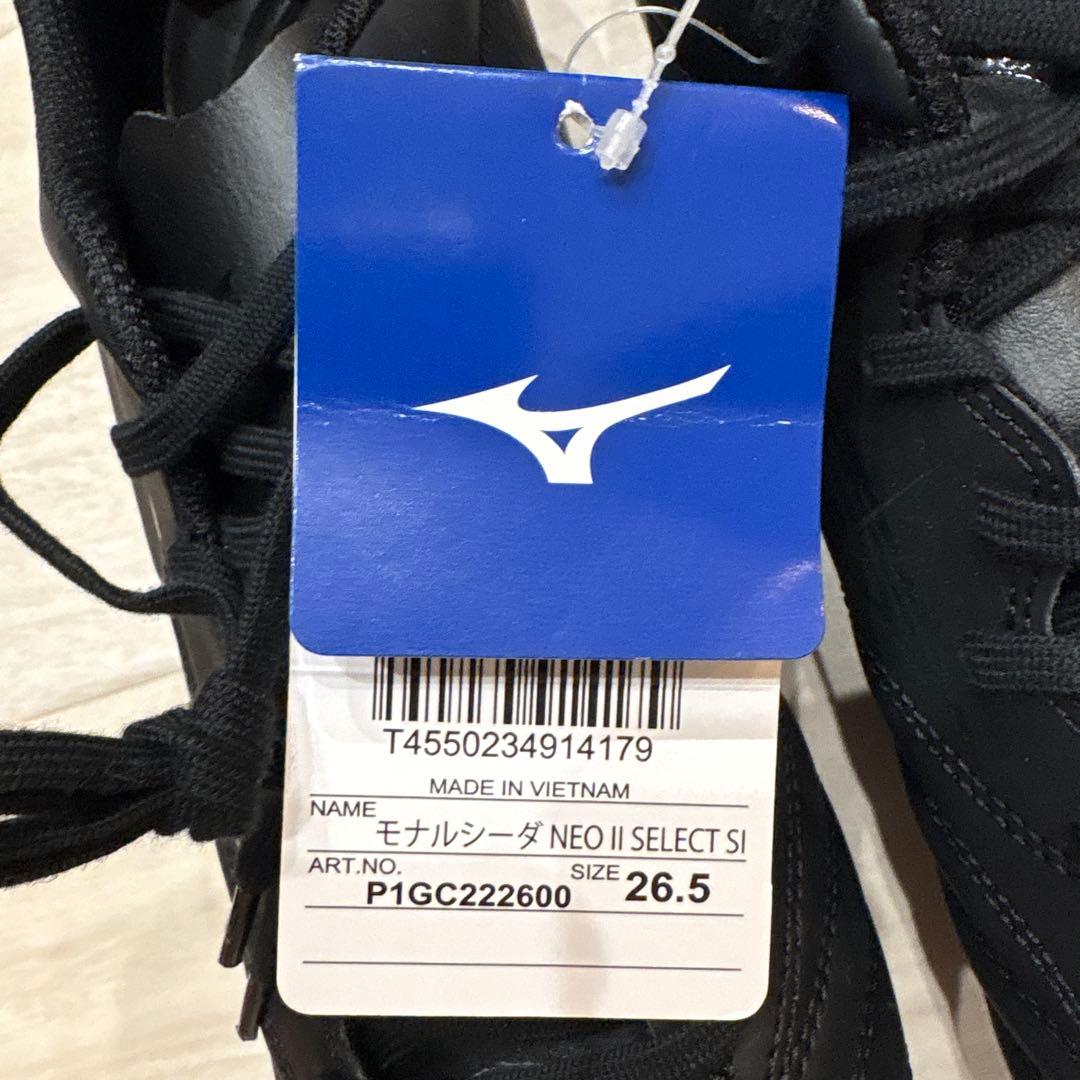 T4550234914179
MADE IN VIETNAM
NAME モナルシーダ NEO II SELECT SI
ART.NO. P1GC222600 SIZE 26.5